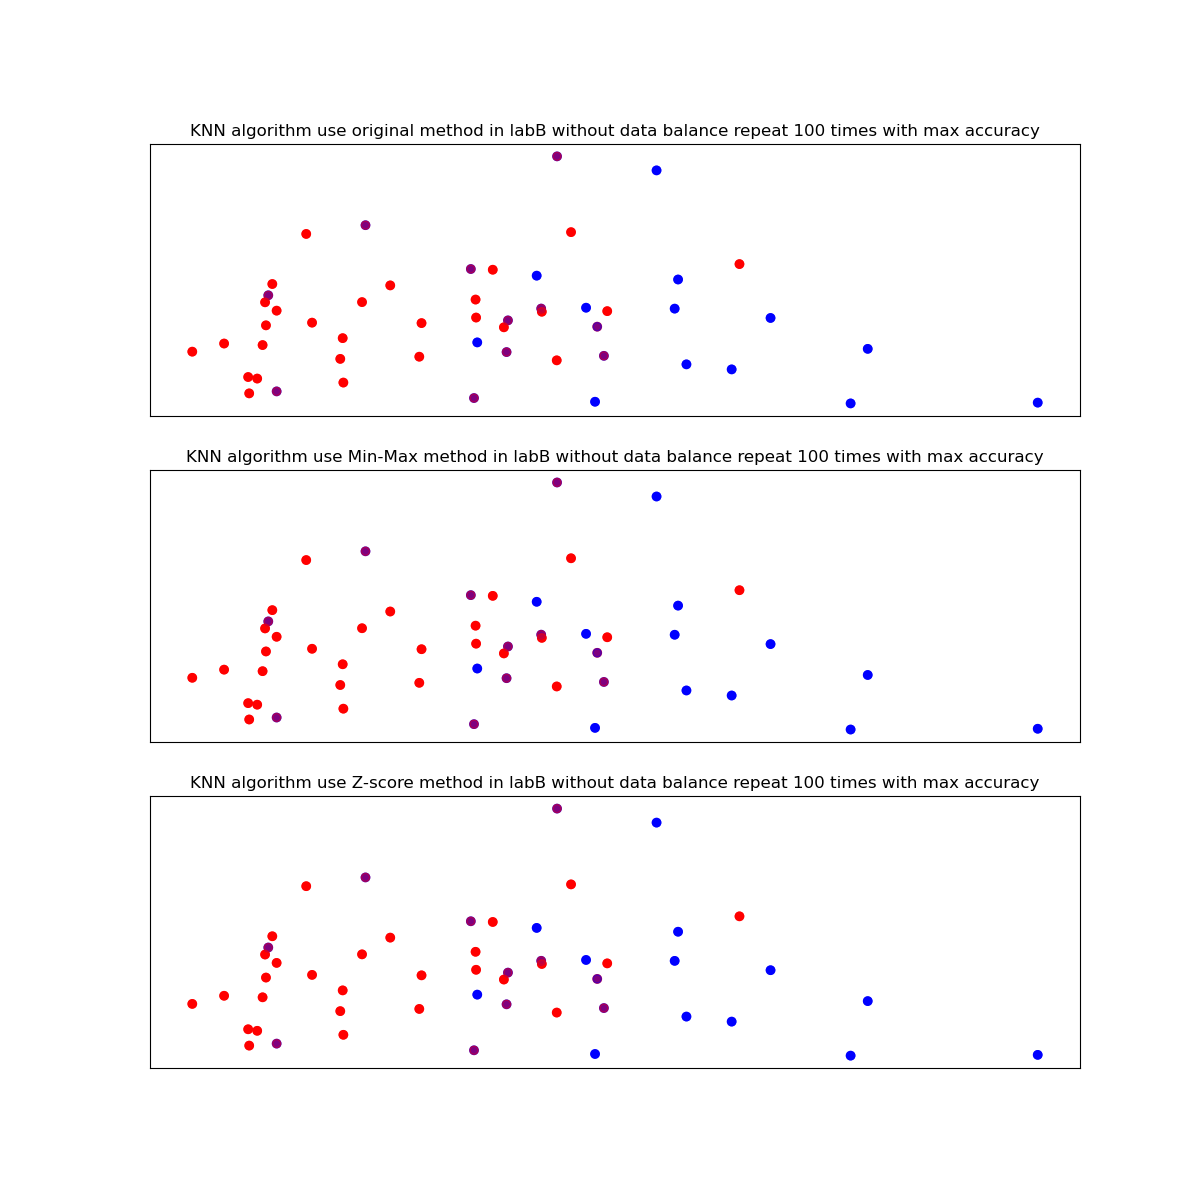 KNN algorithm use original method in labB without data balance repeat 100 times with max accuracy
KNN algorithm use Min-Max method in labB without data balance repeat 100 times with max accuracy
KNN algorithm use Z-score method in labB without data balance repeat 100 times with max accuracy